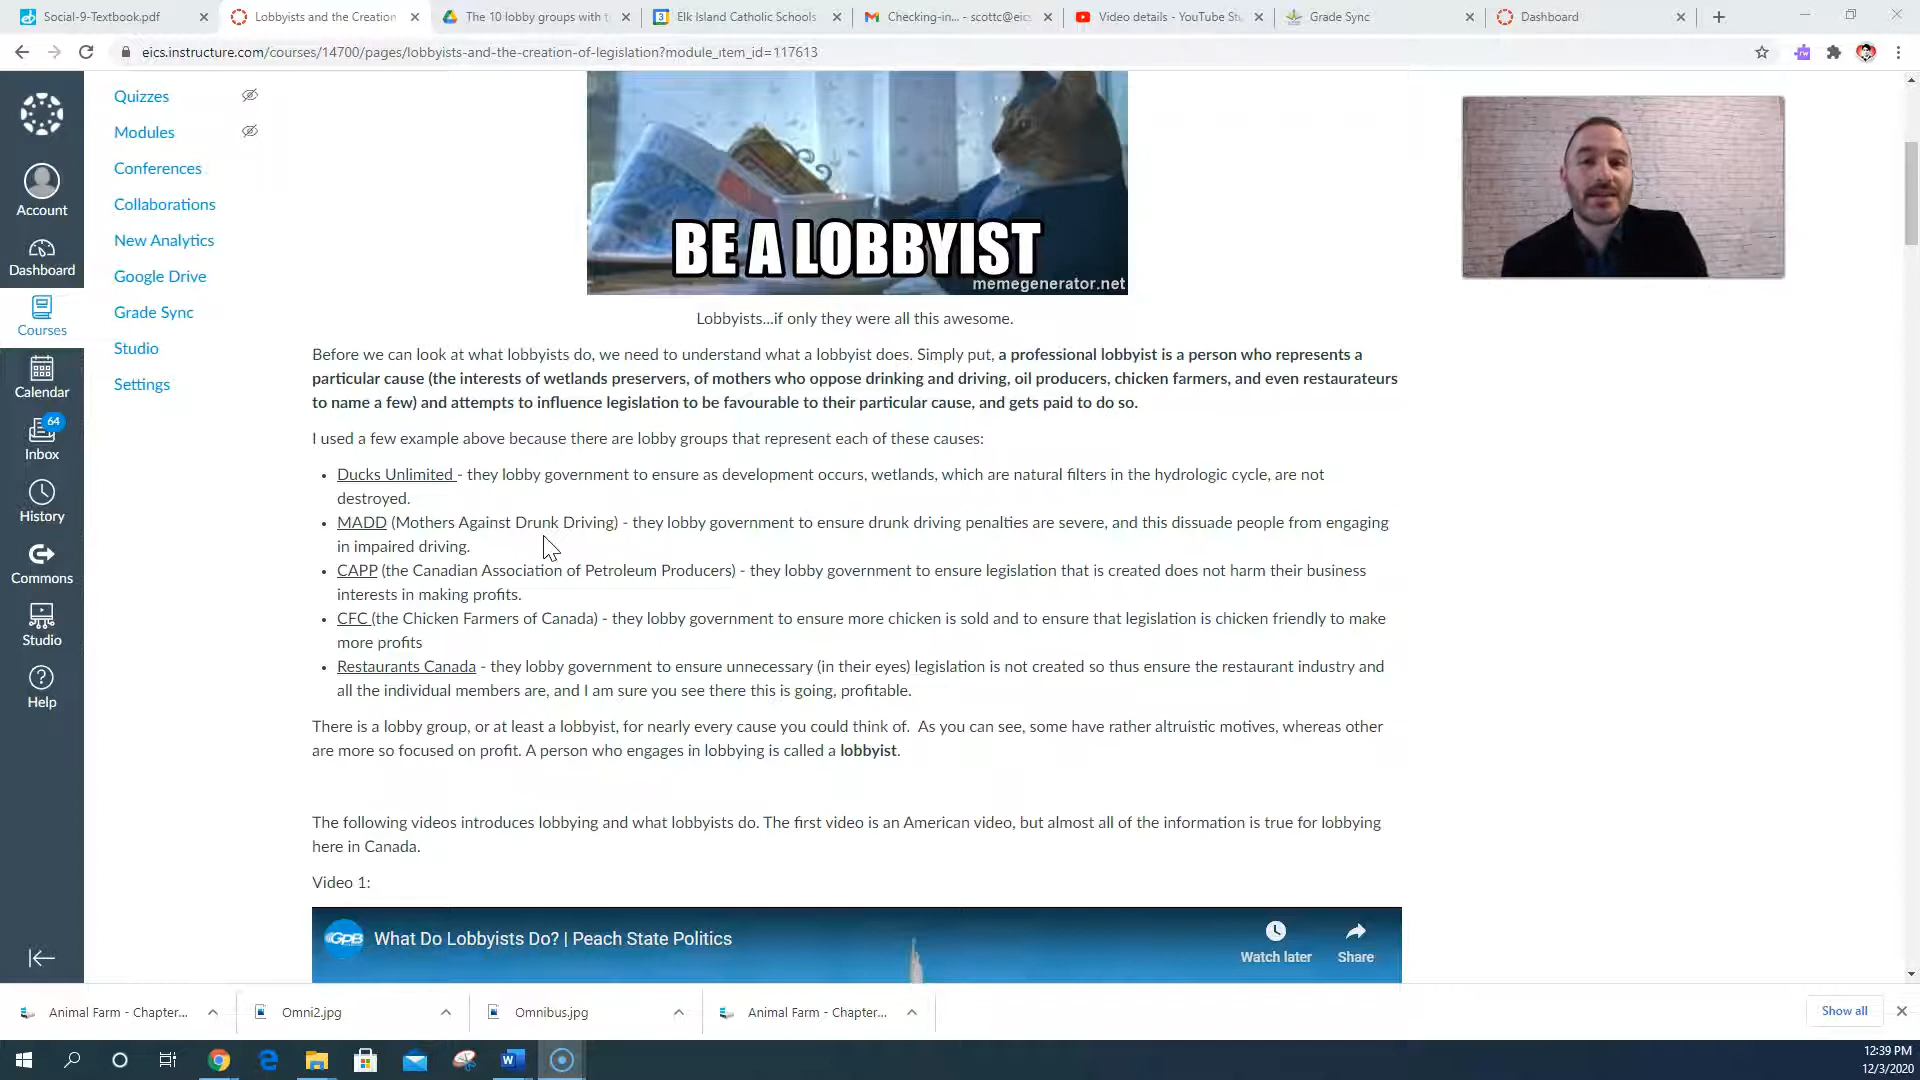 Social-9-Textbook.pdf
Lobbyists and the Creation
The 10 lobby groups with t
Elk Island Catholic Schools
Checking-in... - scottc@eics
Video details - YouTube Stu
Grade Sync
Dashboard
eics.instructure.com/courses/14700/pages/lobbyists-and-the-creation-of-legislation?module_item_id=117613
Account
Dashboard
Courses
Calendar
64
Inbox
History
Commons
Studio
Help
Quizzes
Modules
Conferences
Collaborations
New Analytics
Google Drive
Grade Sync
Studio
Settings
BE A LOBBYIST
memegenerator.net
Lobbyists...if only they were all this awesome.
Before we can look at what lobbyists do, we need to understand what a lobbyist does. Simply put, a professional lobbyist is a person who represents a
particular cause (the interests of wetlands preservers, of mothers who oppose drinking and driving, oil producers, chicken farmers, and even restaurateurs
to name a few) and attempts to influence legislation to be favourable to their particular cause, and gets paid to do so.
I used a few example above because there are lobby groups that represent each of these causes:
• Ducks Unlimited - they lobby government to ensure as development occurs, wetlands, which are natural filters in the hydrologic cycle, are not
destroyed.
• MADD (Mothers Against Drunk Driving) - they lobby government to ensure drunk driving penalties are severe, and this dissuade people from engaging
in impaired driving.
• CAPP (the Canadian Association of Petroleum Producers) - they lobby government to ensure legislation that is created does not harm their business
interests in making profits.
• CFC (the Chicken Farmers of Canada) - they lobby government to ensure more chicken is sold and to ensure that legislation is chicken friendly to make
more profits
• Restaurants Canada - they lobby government to ensure unnecessary (in their eyes) legislation is not created so thus ensure the restaurant industry and
all the individual members are, and I am sure you see there this is going, profitable.
There is a lobby group, or at least a lobbyist, for nearly every cause you could think of. As you can see, some have rather altruistic motives, whereas other
are more so focused on profit. A person who engages in lobbying is called a lobbyist.
The following videos introduces lobbying and what lobbyists do. The first video is an American video, but almost all of the information is true for lobbying
here in Canada.
Video 1:
GPB
What Do Lobbyists Do? | Peach State Politics
Watch later
Share
Animal Farm - Chapter...
Omni2.jpg
Omnibus.jpg
Animal Farm - Chapter...
Show all
12:39 PM
12/3/2020